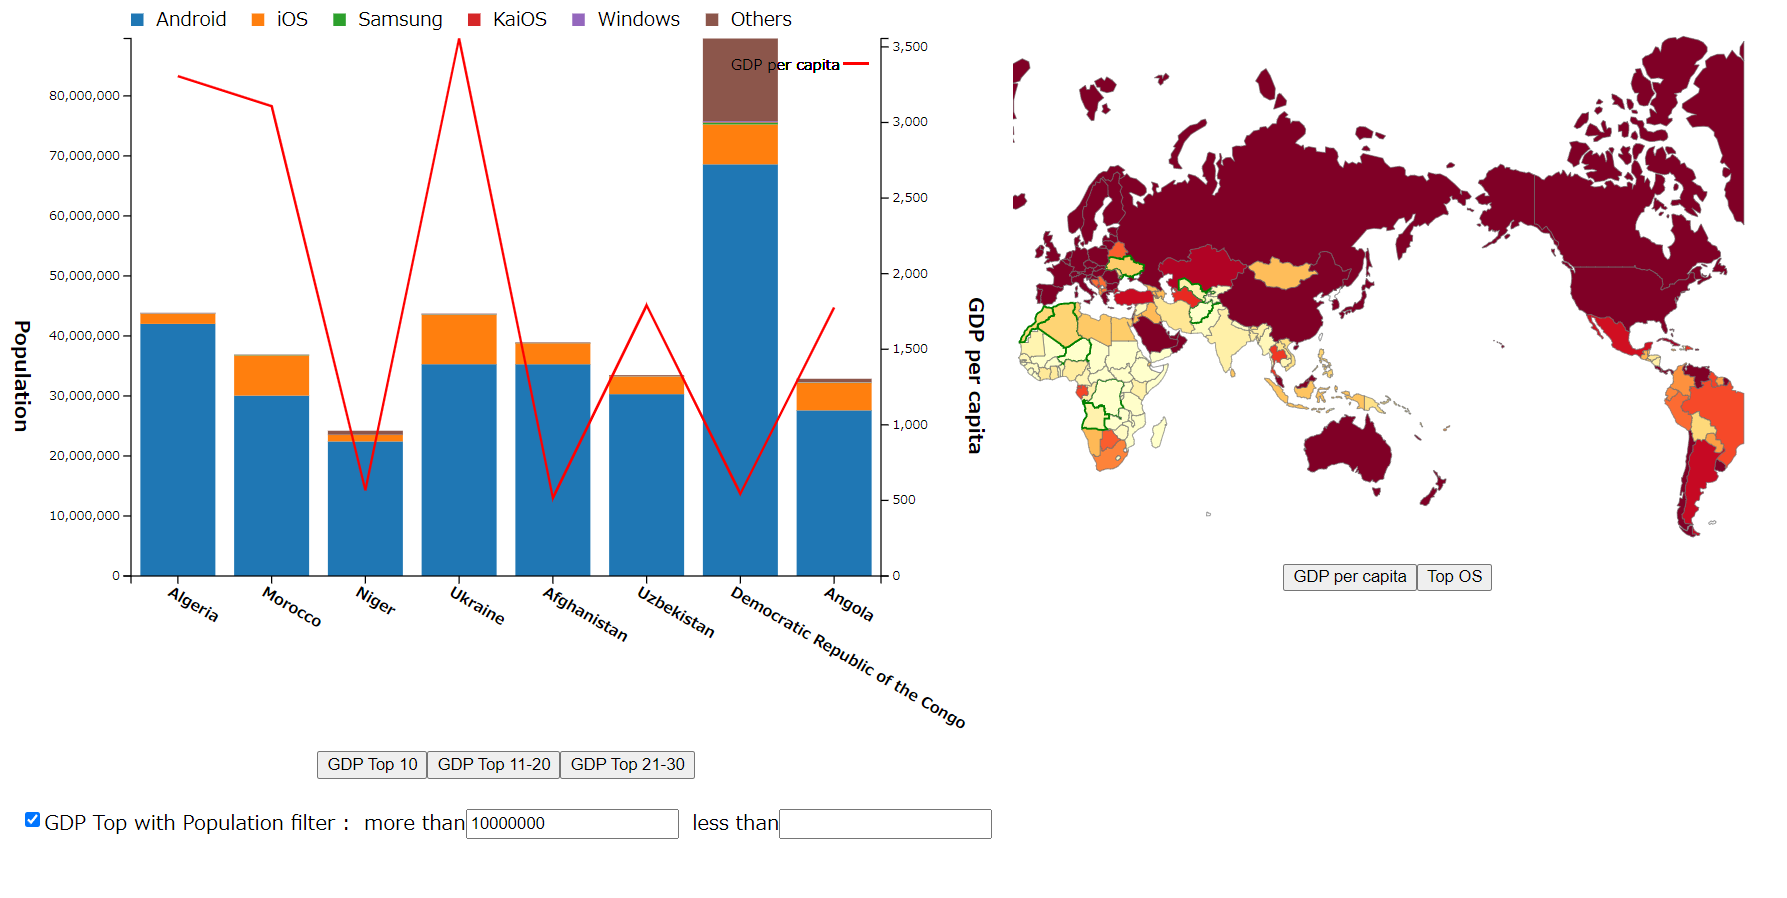 Android iOS Samsung KaiOS Windows Others
GDP per capita
80,000,000
70,000,000
60,000,000
50,000,000
40,000,000
30,000,000
20,000,000
10,000,000
0
Population
3,500
3,000
2,500
2,000
1,500
1,000
500
0
GDP per capita
Algeria
Morocco
Niger
Ukraine
Afghanistan
Uzbekistan
Democratic Republic of the Congo
Angola
GDP per capita Top OS
GDP Top 10 GDP Top 11-20 GDP Top 21-30
GDP Top with Population filter : more than 10000000 less than